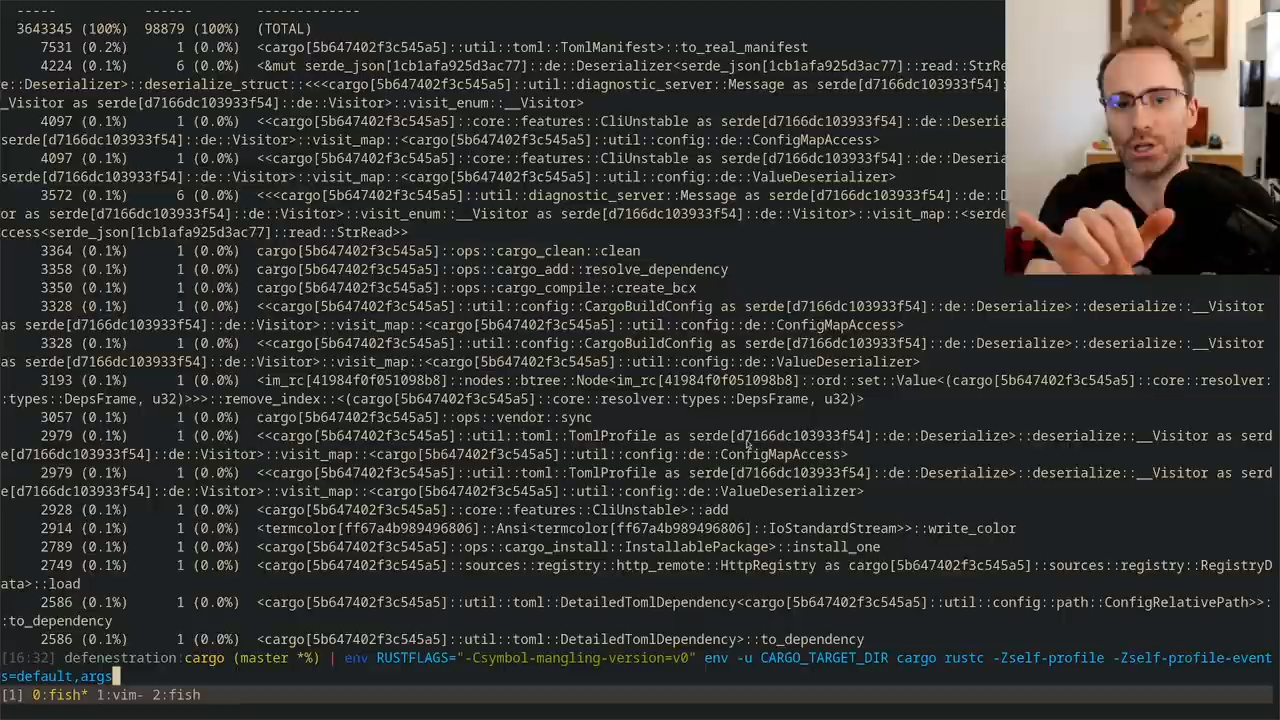 -----          ------          -------------
3643345 (100%)  98879 (100%)  (TOTAL)
7531 (0.2%)      1 (0.0%)  <cargo[5b647402f3c545a5]::util::toml::TomlManifest>::to_real_manifest
4224 (0.1%)      6 (0.0%)  <&mut serde_json[1cb1afa925d3ac77]::de::Deserializer<serde_json[1cb1afa925d3ac77]::read::StrRe
e::Deserializer>::deserialize_struct::<<<cargo[5b647402f3c545a5]::util::diagnostic_server::Message as serde[d7166dc103933f54]:
_Visitor as serde[d7166dc103933f54]::de::Visitor>::visit_enum::__Visitor>
4097 (0.1%)      1 (0.0%)  <<cargo[5b647402f3c545a5]::core::features::CliUnstable as serde[d7166dc103933f54]::de::Deseria
serde[d7166dc103933f54]::de::Visitor>::visit_map::<cargo[5b647402f3c545a5]::util::config::de::ConfigMapAccess>
4097 (0.1%)      1 (0.0%)  <<cargo[5b647402f3c545a5]::core::features::CliUnstable as serde[d7166dc103933f54]::de::Deseria
serde[d7166dc103933f54]::de::Visitor>::visit_map::<cargo[5b647402f3c545a5]::util::config::de::ValueDeserializer>
3572 (0.1%)      6 (0.0%)  <<<cargo[5b647402f3c545a5]::util::diagnostic_server::Message as serde[d7166dc103933f54]::de::D
or as serde[d7166dc103933f54]::de::Visitor>::visit_enum::__Visitor as serde[d7166dc103933f54]::de::Visitor>::visit_map::<serde
ccess<serde_json[1cb1afa925d3ac77]::read::StrRead>>
3364 (0.1%)      1 (0.0%)  cargo[5b647402f3c545a5]::ops::cargo_clean::clean
3358 (0.1%)      1 (0.0%)  cargo[5b647402f3c545a5]::ops::cargo_add::resolve_dependency
3350 (0.1%)      1 (0.0%)  cargo[5b647402f3c545a5]::ops::cargo_compile::create_bcx
3328 (0.1%)      1 (0.0%)  <<cargo[5b647402f3c545a5]::util::config::CargoBuildConfig as serde[d7166dc103933f54]::de::Deserialize>::deserialize::__Visitor
as serde[d7166dc103933f54]::de::Visitor>::visit_map::<cargo[5b647402f3c545a5]::util::config::de::ConfigMapAccess>
3328 (0.1%)      1 (0.0%)  <<cargo[5b647402f3c545a5]::util::config::CargoBuildConfig as serde[d7166dc103933f54]::de::Deserialize>::deserialize::__Visitor
as serde[d7166dc103933f54]::de::Visitor>::visit_map::<cargo[5b647402f3c545a5]::util::config::de::ValueDeserializer>
3193 (0.1%)      1 (0.0%)  <im_rc[41984f0f051098b8]::nodes::btree::Node<im_rc[41984f0f051098b8]::ord::set::Value<(cargo[5b647402f3c545a5]::core::resolver:
:types::DepsFrame, u32)>>>::remove_index::<(cargo[5b647402f3c545a5]::core::resolver::types::DepsFrame, u32)>
3057 (0.1%)      1 (0.0%)  cargo[5b647402f3c545a5]::ops::vendor::sync
2979 (0.1%)      1 (0.0%)  <<cargo[5b647402f3c545a5]::util::toml::TomlProfile as serde[d7166dc103933f54]::de::Deserialize>::deserialize::__Visitor as serd
e[d7166dc103933f54]::de::Visitor>::visit_map::<cargo[5b647402f3c545a5]::util::config::de::ConfigMapAccess>
2979 (0.1%)      1 (0.0%)  <<cargo[5b647402f3c545a5]::util::toml::TomlProfile as serde[d7166dc103933f54]::de::Deserialize>::deserialize::__Visitor as serd
e[d7166dc103933f54]::de::Visitor>::visit_map::<cargo[5b647402f3c545a5]::util::config::de::ValueDeserializer>
2928 (0.1%)      1 (0.0%)  <cargo[5b647402f3c545a5]::core::features::CliUnstable>::add
2914 (0.1%)      1 (0.0%)  <termcolor[ff67a4b989496806]::Ansi<termcolor[ff67a4b989496806]::IoStandardStream>>::write_color
2789 (0.1%)      1 (0.0%)  <cargo[5b647402f3c545a5]::ops::cargo_install::InstallablePackage>::install_one
2749 (0.1%)      1 (0.0%)  <cargo[5b647402f3c545a5]::sources::registry::http_remote::HttpRegistry as cargo[5b647402f3c545a5]::sources::registry::RegistryD
ata>::load
2586 (0.1%)      1 (0.0%)  <cargo[5b647402f3c545a5]::util::toml::DetailedTomlDependency<cargo[5b647402f3c545a5]::util::config::path::ConfigRelativePath>>:
:to_dependency
2586 (0.1%)      1 (0.0%)  <cargo[5b647402f3c545a5]::util::toml::DetailedTomlDependency>::to_dependency
[16:32] defenestration:cargo (master *%) | env RUSTFLAGS="-Csymbol-mangling-version=v0" env -u CARGO_TARGET_DIR cargo rustc -Zself-profile -Zself-profile-event
s=default,args
[1] 0:fish* 1:vim- 2:fish